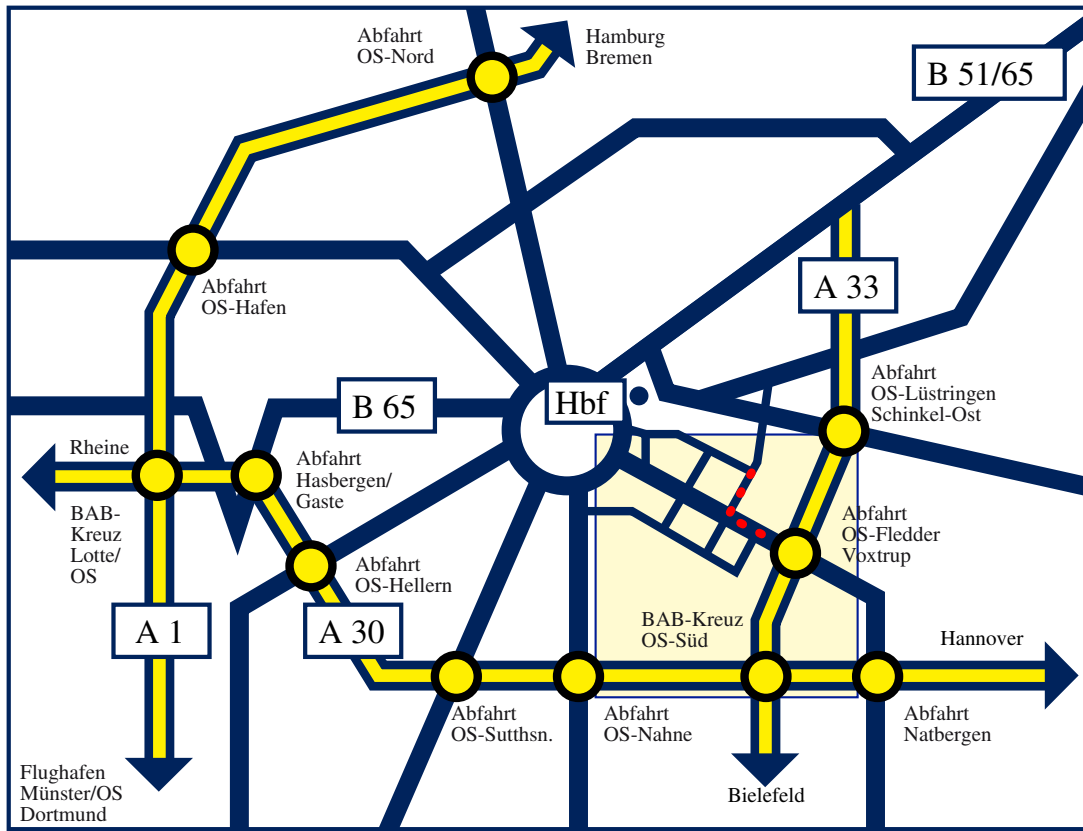 Abfahrt
OS-Nord
Hamburg
Bremen
B 51/65
Abfahrt
OS-Hafen
A 33
Abfahrt
OS-Lüstringen
Schinkel-Ost
B 65
Hbf
Rheine
Abfahrt
Hasbergen/
Gaste
BAB-
Kreuz
Lotte/
OS
Abfahrt
OS-Hellern
Abfahrt
OS-Fledder
Voxtrup
A 1
A 30
BAB-Kreuz
OS-Süd
Hannover
Abfahrt
OS-Sutthsn.
Abfahrt
OS-Nahne
Abfahrt
Natbergen
Flughafen
Münster/OS
Dortmund
Bielefeld